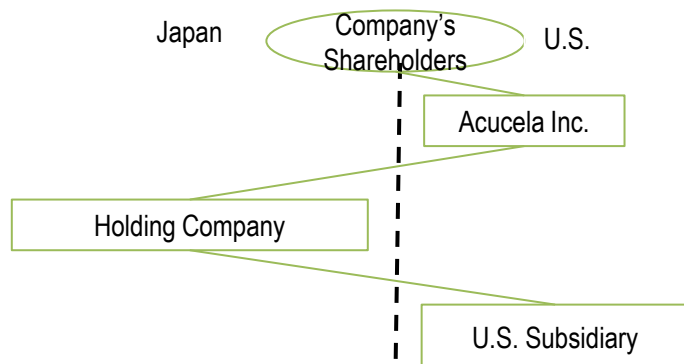 Japan
Company’s
Shareholders
U.S.
Acucela Inc.
Holding Company
U.S. Subsidiary